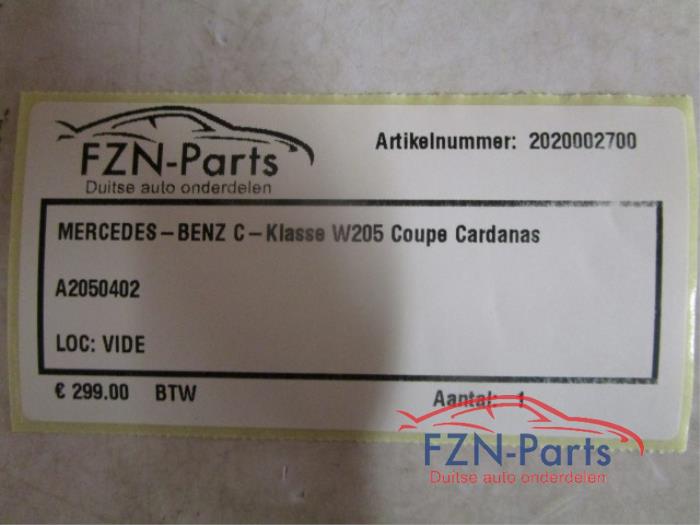 FZN-Parts
Duitse auto onderdelen
Artikelnummer: 2020002700
MERCEDES-BENZ C-Klasse W205 Coupe Cardanas
A2050402
LOC: VIDE
€ 299.00 BTW
Aantal: 1
FZN-Parts
Duitse auto onderdelen